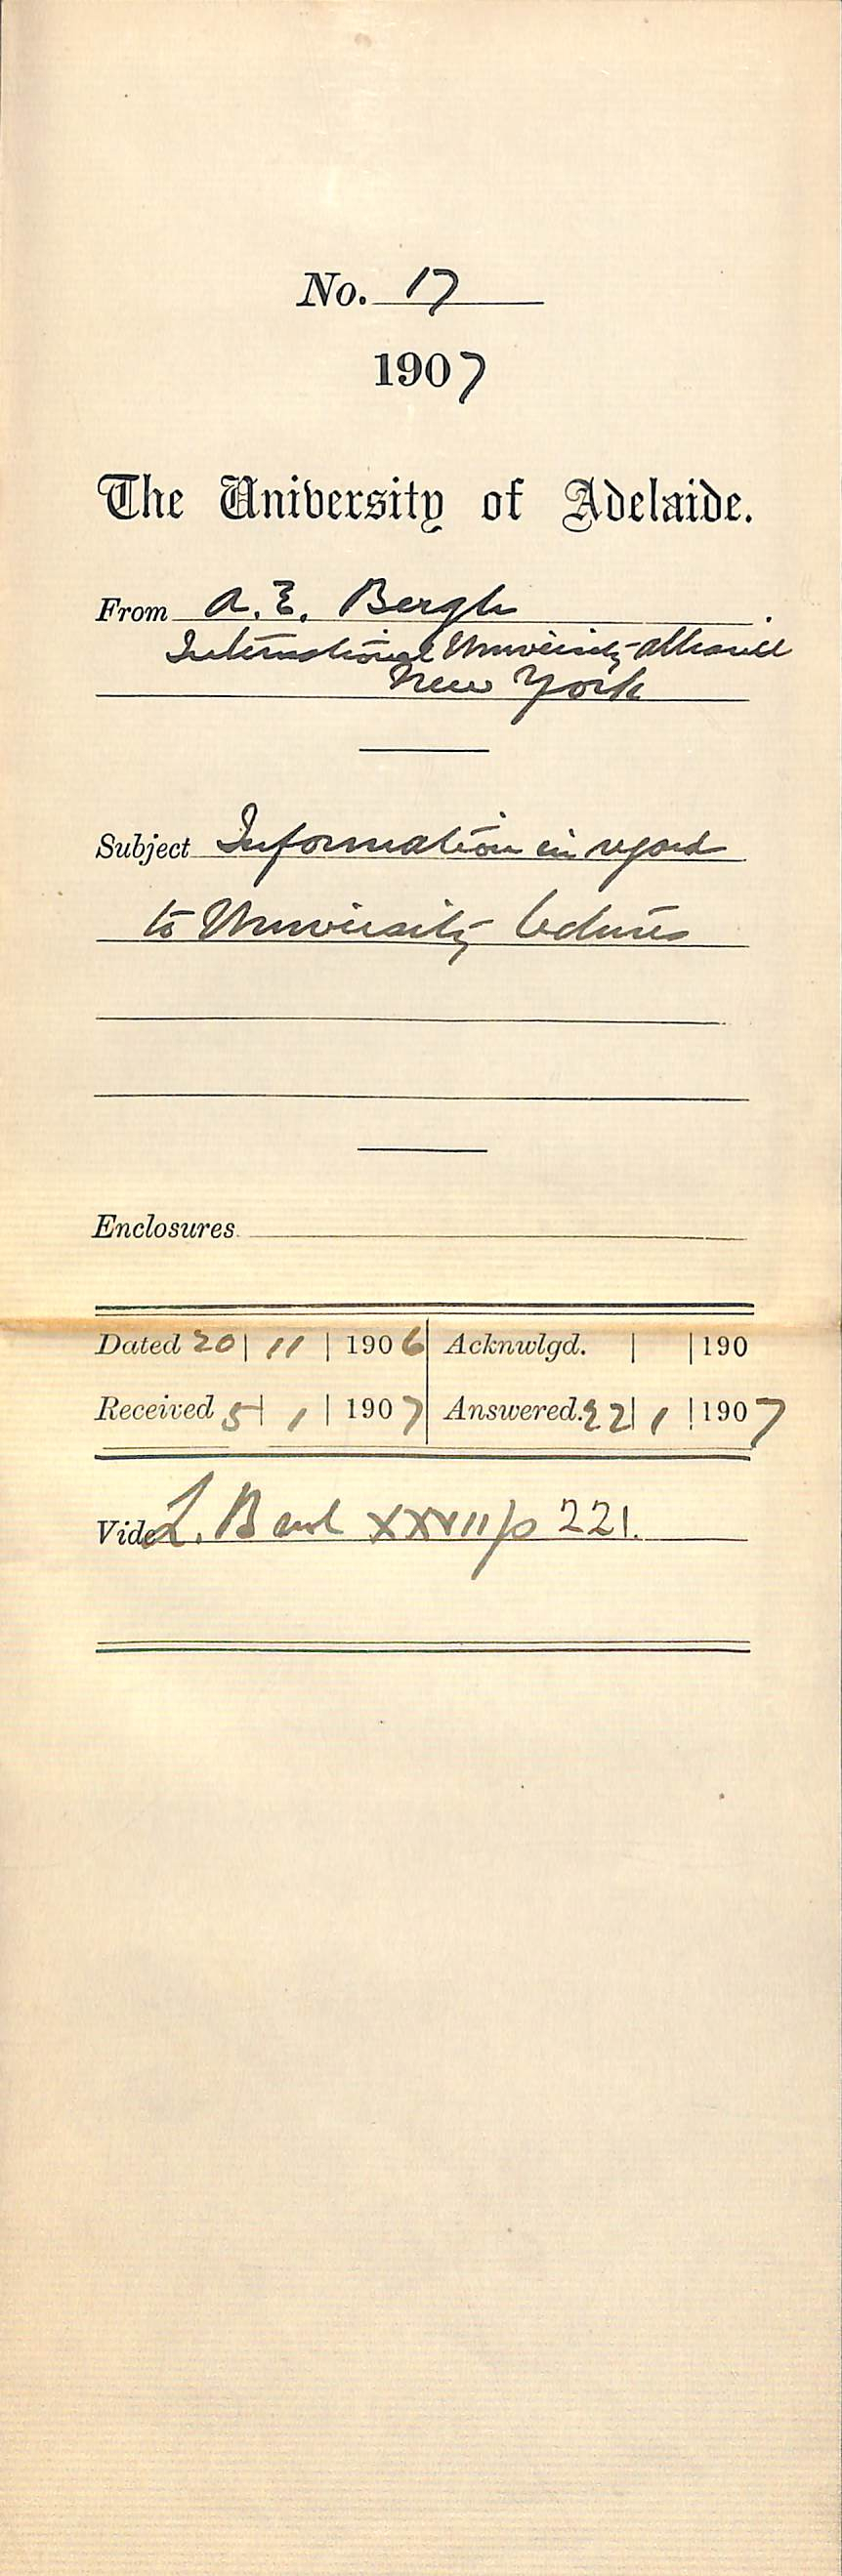 No. 17
1907
The University of Adelaide.
From A. E. Bergh
International University Alliance
New York
Subject Information in regard
to University Lectures
Enclosures
Dated 20 | 11 | 1906 Acknwlgd. | | 190
Received 5 | 1 | 1907 Answered. 22 | 1 | 1907
Vide L. B XXVII p 221.